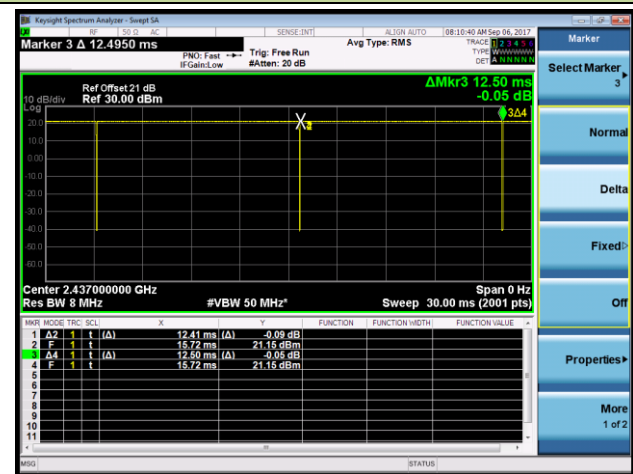 Keysight Spectrum Analyzer - Swept SA
RF 50 Ω AC SENSE:INT ALIGN AUTO 08:10:40 AM Sep 06, 2017
Marker 3 Δ 12.4950 ms
PNO: Fast
IFGain:Low
Trig: Free Run
#Atten: 20 dB
Avg Type: RMS
TRACE 1 2 3 4 5 6
TYPE
DET A N N N N N
Ref Offset 21 dB
10 dB/div Ref 30.00 dBm
Log
ΔMkr3 12.50 ms
-0.05 dB
3Δ4
20.0
10.0
0.00
-10.0
-20.0
-30.0
-40.0
-50.0
-60.0
Center 2.437000000 GHz Span 0 Hz
Res BW 8 MHz #VBW 50 MHz* Sweep 30.00 ms (2001 pts)
MKR MODE TRC SCL X Y FUNCTION FUNCTION WIDTH FUNCTION VALUE
1 Δ2 1 t (Δ) 12.41 ms (Δ) -0.09 dB
2 F 1 t 15.72 ms 21.15 dBm
3 Δ4 1 t (Δ) 12.50 ms (Δ) -0.05 dB
4 F 1 t 15.72 ms 21.15 dBm
5
6
7
8
9
10
11
MSG STATUS
Marker
Select Marker
3
Normal
Delta
Fixed
Off
Properties
More
1 of 2